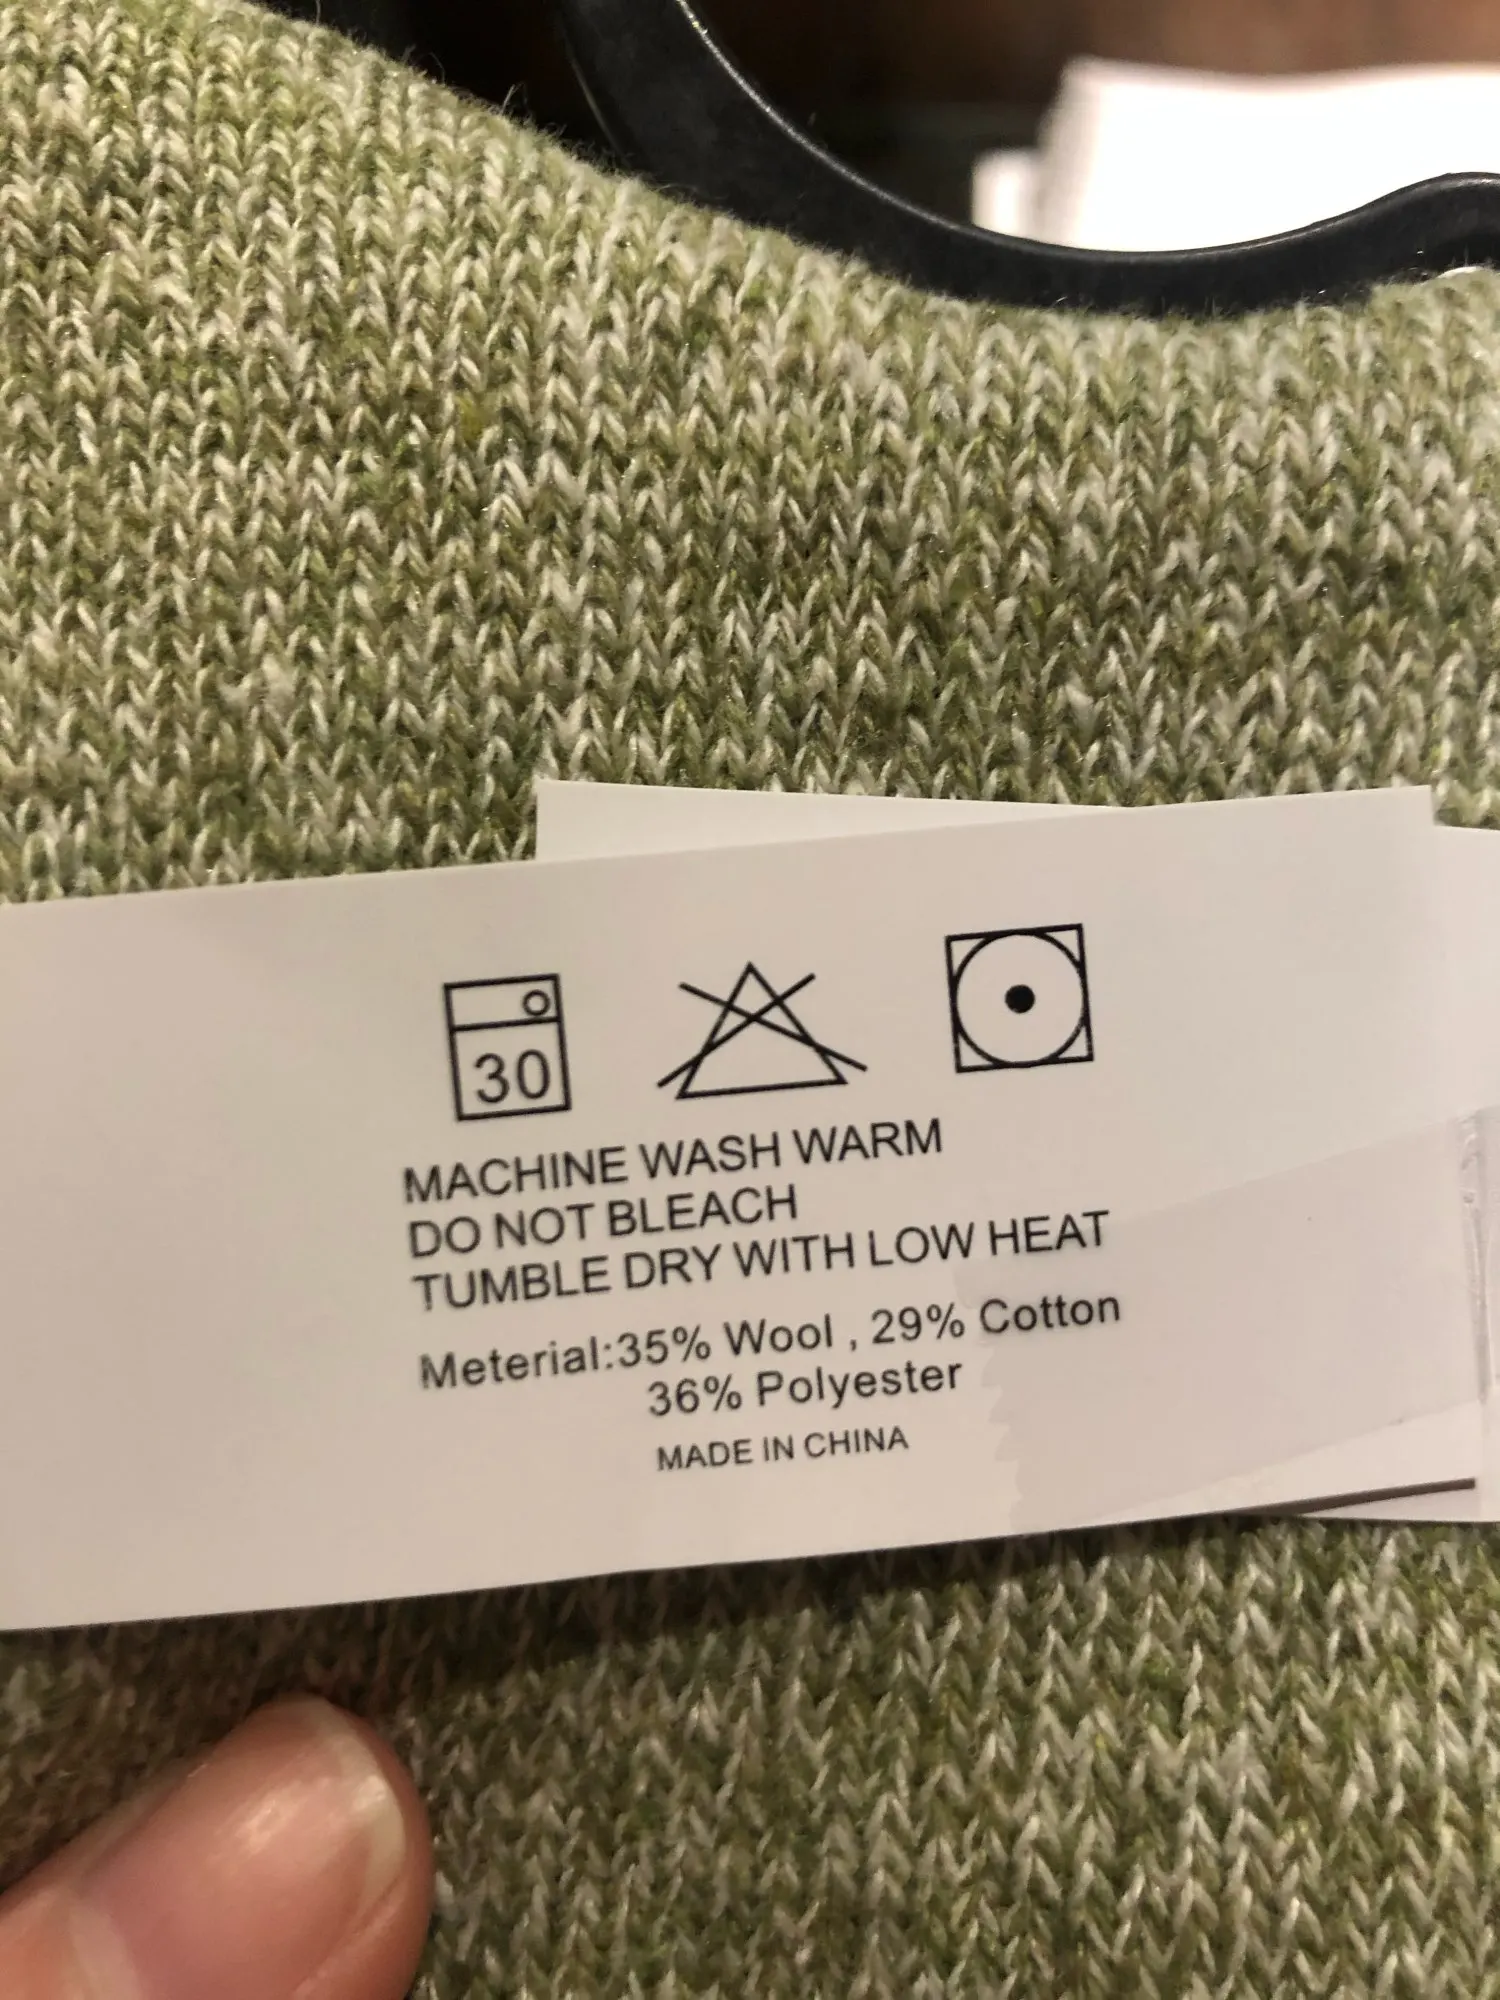 30
MACHINE WASH WARM
DO NOT BLEACH
TUMBLE DRY WITH LOW HEAT
Meterial:35% Wool , 29% Cotton
36% Polyester
MADE IN CHINA